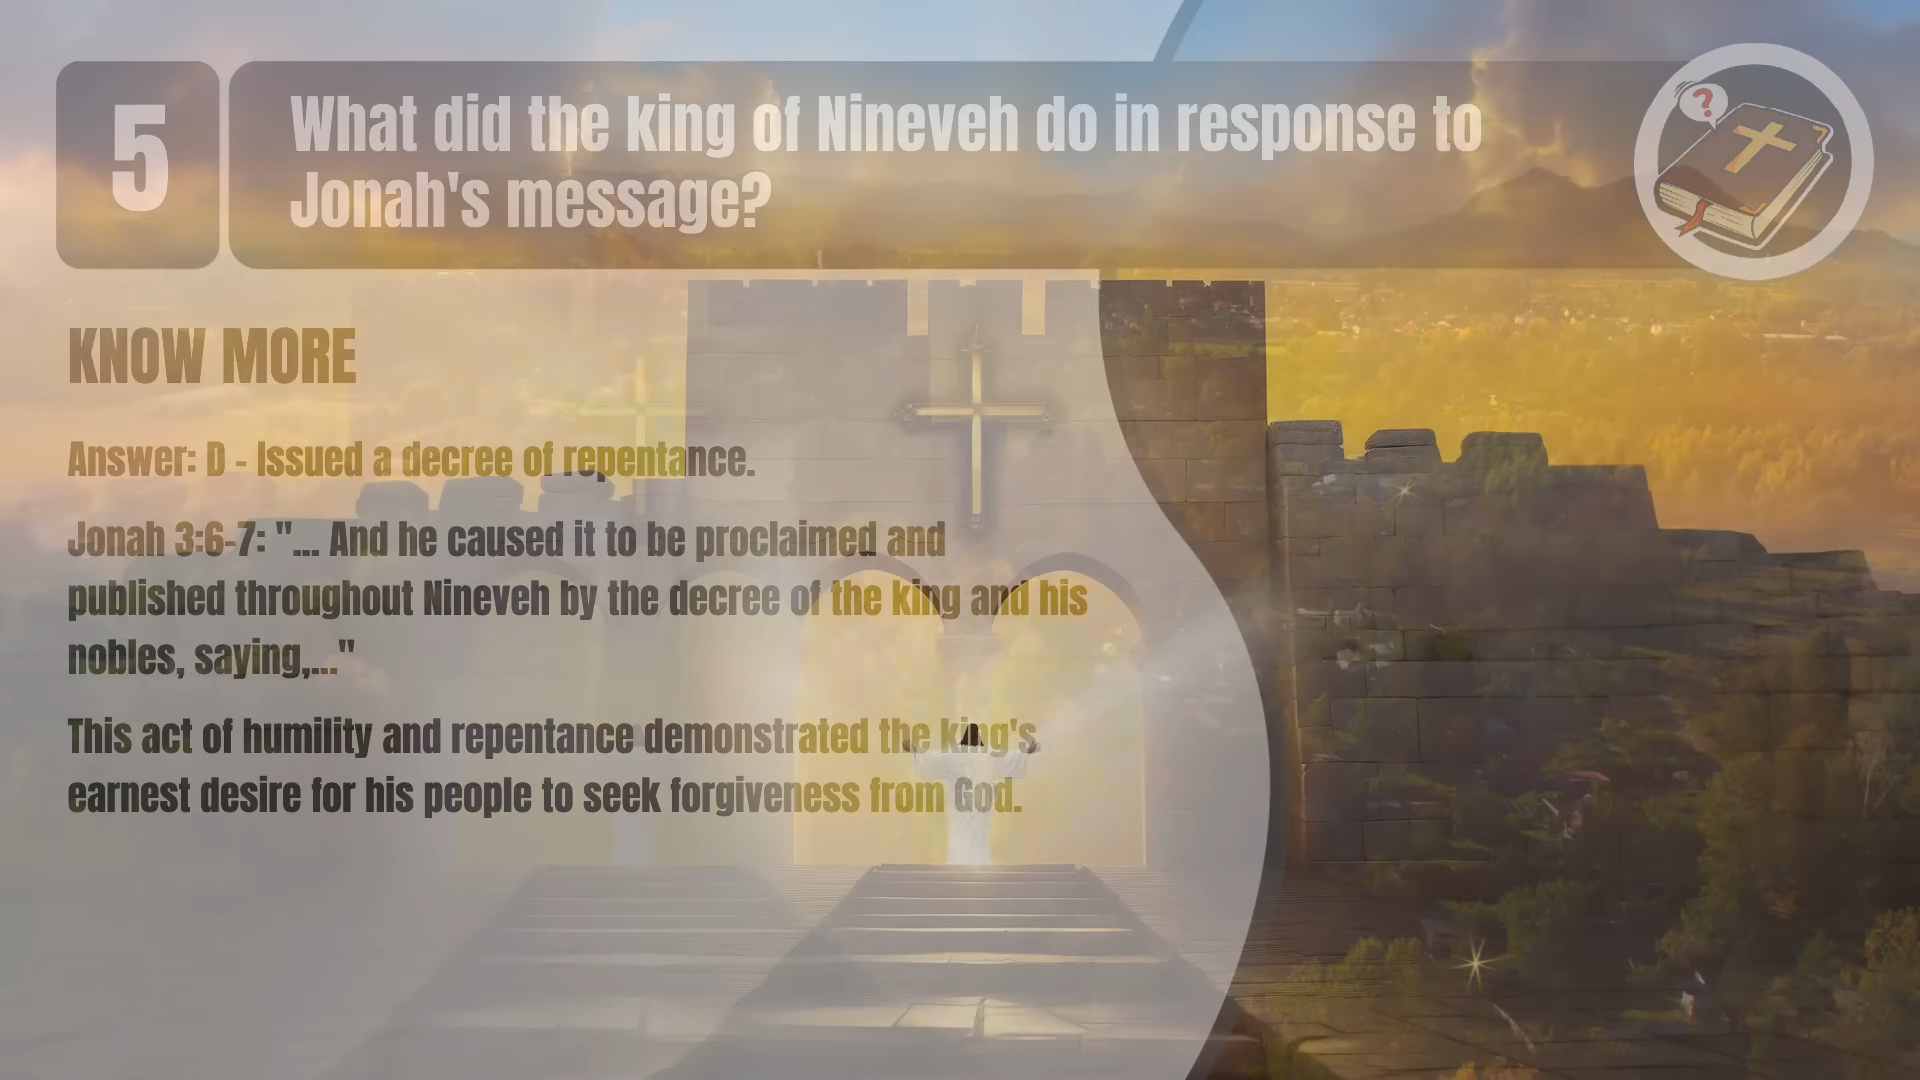 5
What did the king of Nineveh do in response to
Jonah's message?
?
KNOW MORE
Answer: D - Issued a decree of repentance.
Jonah 3:6-7: "... And he caused it to be proclaimed and
published throughout Nineveh by the decree of the king and his
nobles, saying,..."
This act of humility and repentance demonstrated the king's
earnest desire for his people to seek forgiveness from God.